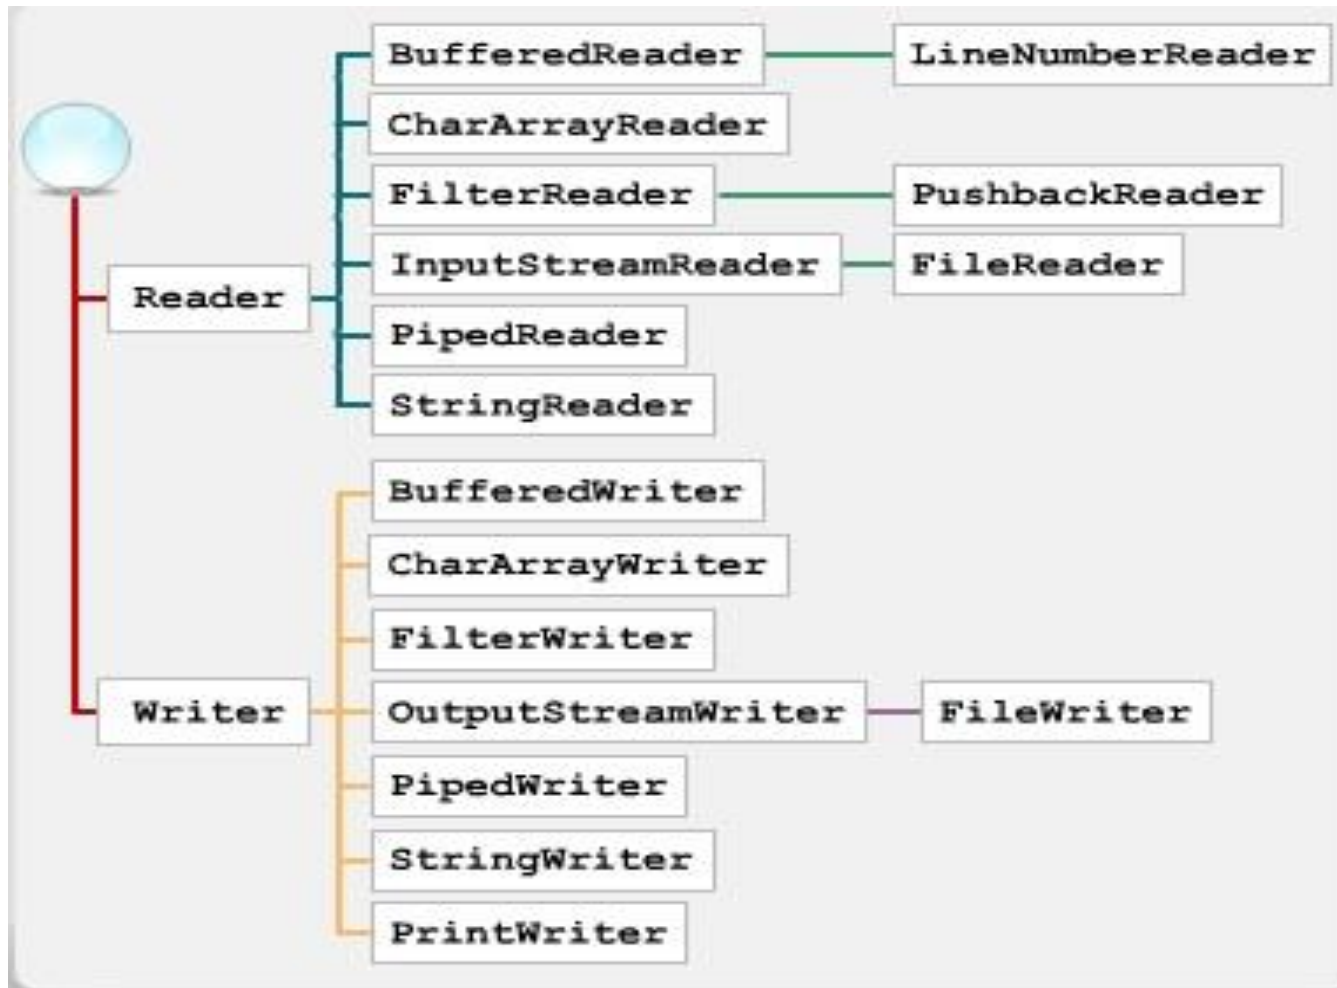 BufferedReader LineNumberReader
CharArrayReader
FilterReader PushbackReader
InputStreamReader FileReader
Reader
PipedReader
StringReader
BufferedWriter
CharArrayWriter
FilterWriter
Writer OutputStreamWriter FileWriter
PipedWriter
StringWriter
PrintWriter